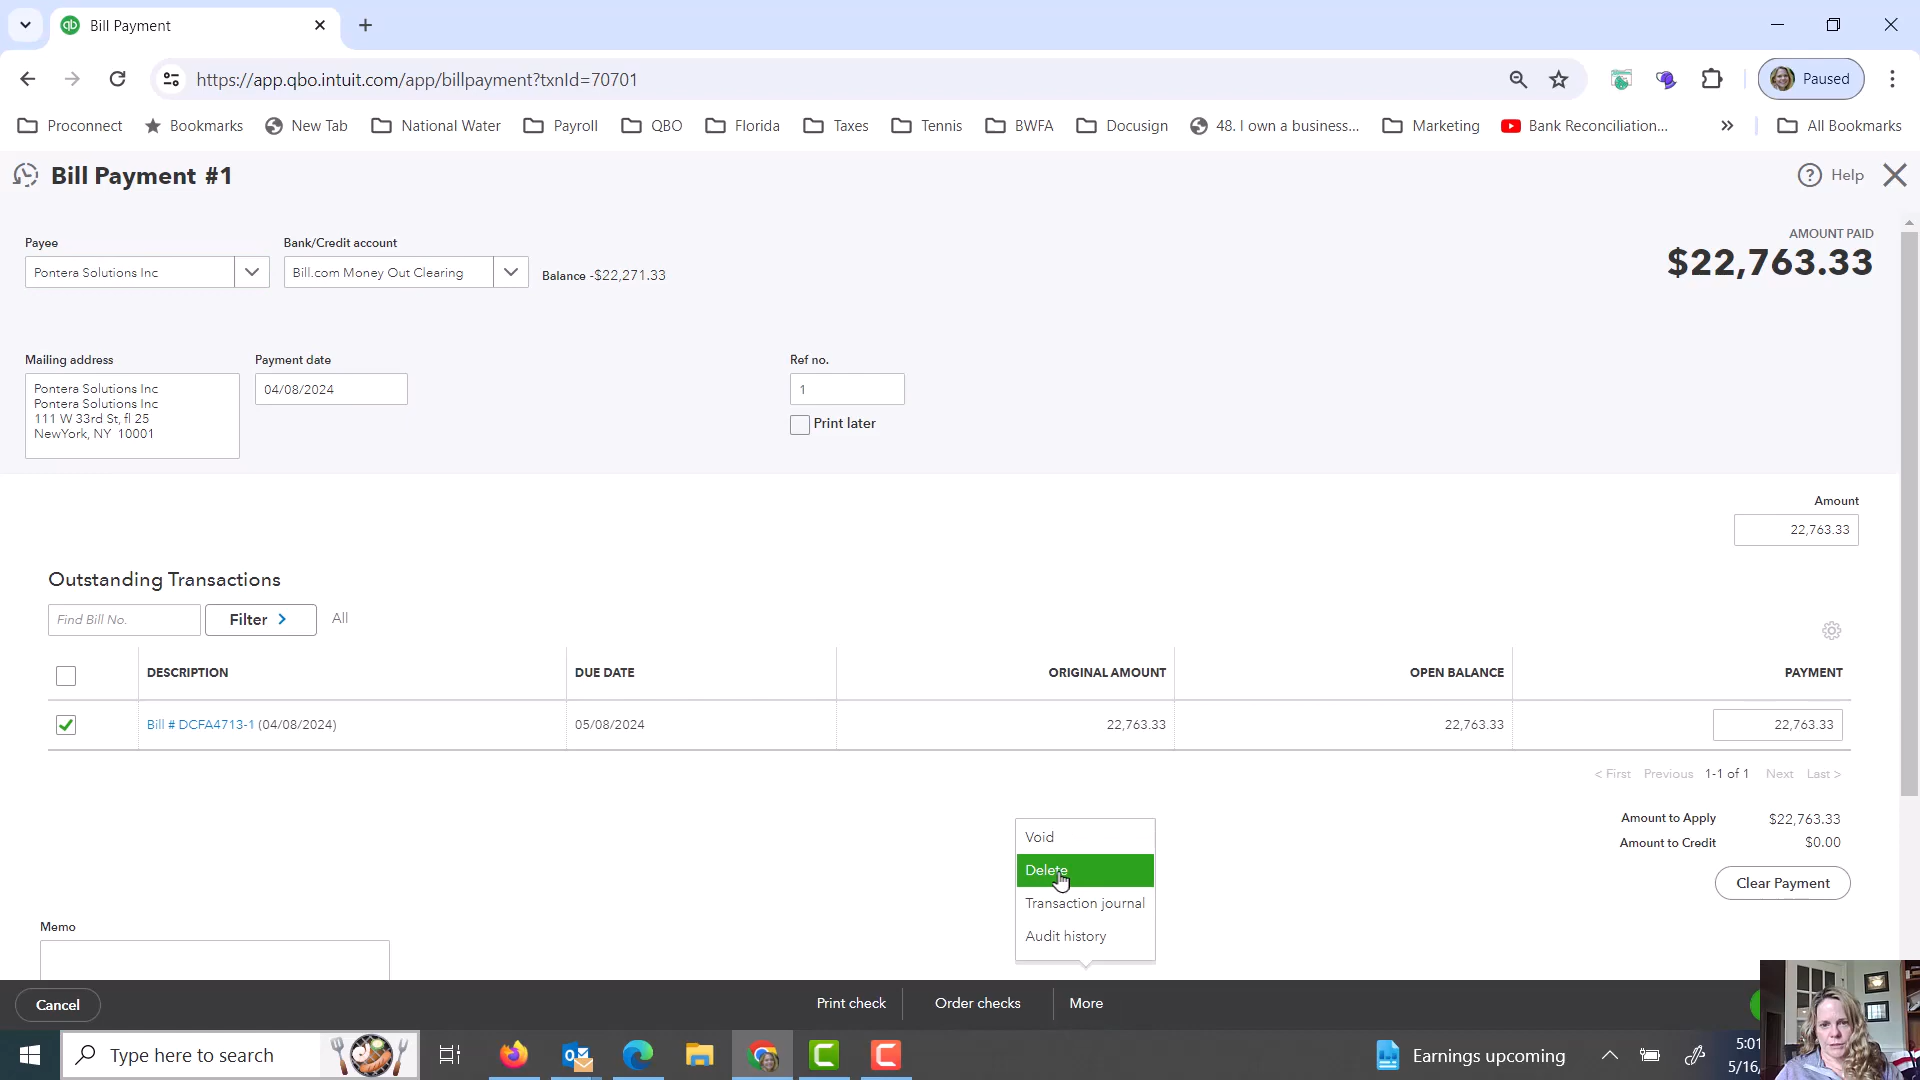 Bill Payment
https://app.qbo.intuit.com/app/billpayment?txnId=70701
Paused
Proconnect
Bookmarks
New Tab
National Water
Payroll
QBO
Florida
Taxes
Tennis
BWFA
Docusign
48. I own a business...
Marketing
Bank Reconciliation...
All Bookmarks
Bill Payment #1
Help
Payee
Bank/Credit account
AMOUNT PAID
$22,763.33
Pontera Solutions Inc
Bill.com Money Out Clearing
Balance -$22,271.33
Mailing address
Payment date
Ref no.
Pontera Solutions Inc
Pontera Solutions Inc
111 W 33rd St, fl 25
NewYork, NY 10001
04/08/2024
1
Print later
Amount
22,763.33
Outstanding Transactions
Find Bill No.
Filter >
All
DESCRIPTION
DUE DATE
ORIGINAL AMOUNT
OPEN BALANCE
PAYMENT
Bill # DCFA4713-1 (04/08/2024)
05/08/2024
22,763.33
22,763.33
22,763.33
< First Previous 1-1 of 1 Next Last >
Amount to Apply $22,763.33
Amount to Credit $0.00
Clear Payment
Void
Delete
Transaction journal
Audit history
Memo
Cancel
Print check
Order checks
More
Type here to search
Earnings upcoming
5:01
5/16/